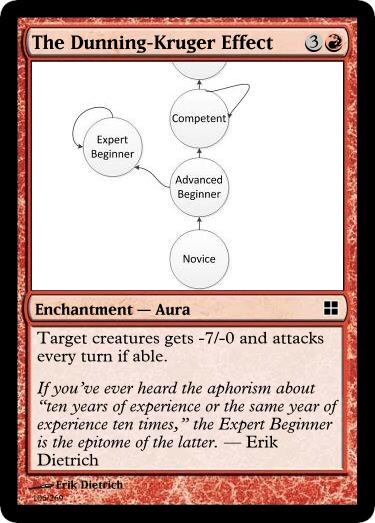 The Dunning-Kruger Effect 3
Competent
Expert
Beginner
Advanced
Beginner
Novice
Enchantment — Aura
Target creatures gets -7/-0 and attacks
every turn if able.
If you've ever heard the aphorism about
“ten years of experience or the same year of
experience ten times,” the Expert Beginner
is the epitome of the latter. — Erik
Dietrich
Erik Dietrich
106/269